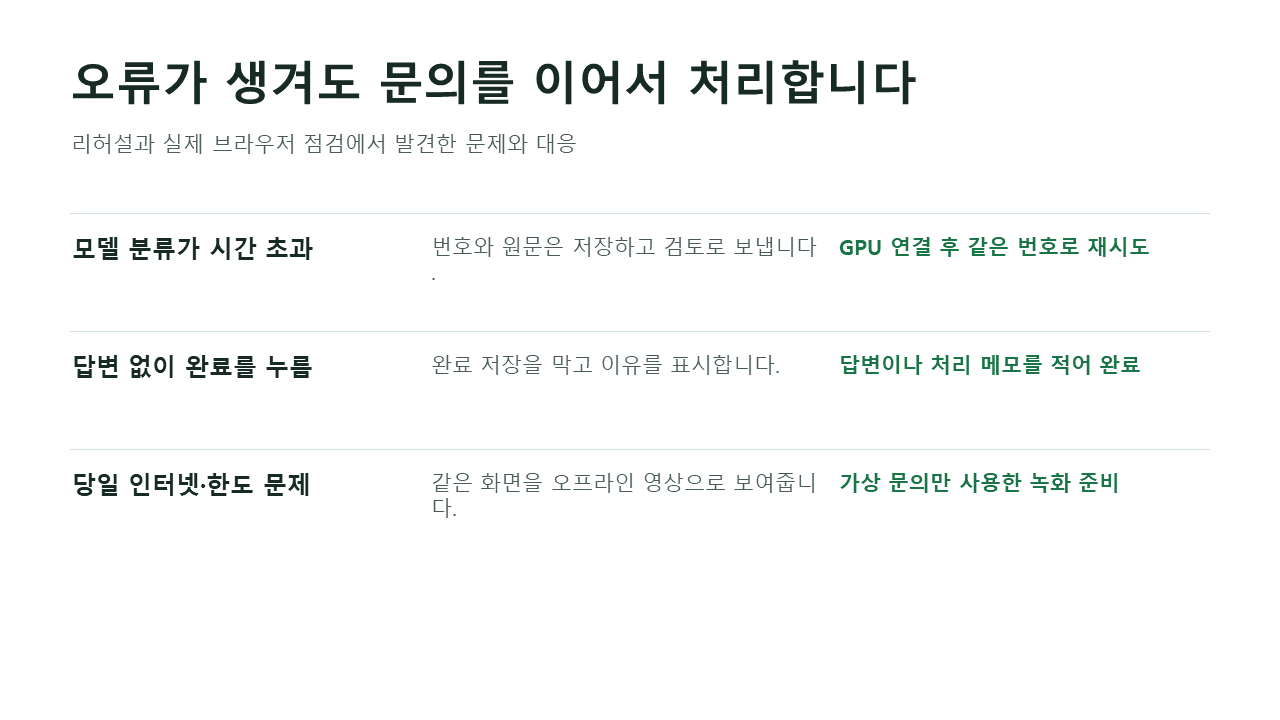 오류가 생겨도 문의를 이어서 처리합니다
리허설과 실제 브라우저 점검에서 발견한 문제와 대응
모델 분류가 시간 초과
번호와 원문은 저장하고 검토로 보냅니다
.
GPU 연결 후 같은 번호로 재시도
답변 없이 완료를 누름
완료 저장을 막고 이유를 표시합니다.
답변이나 처리 메모를 적어 완료
당일 인터넷·한도 문제
같은 화면을 오프라인 영상으로 보여줍니
다.
가상 문의만 사용한 녹화 준비